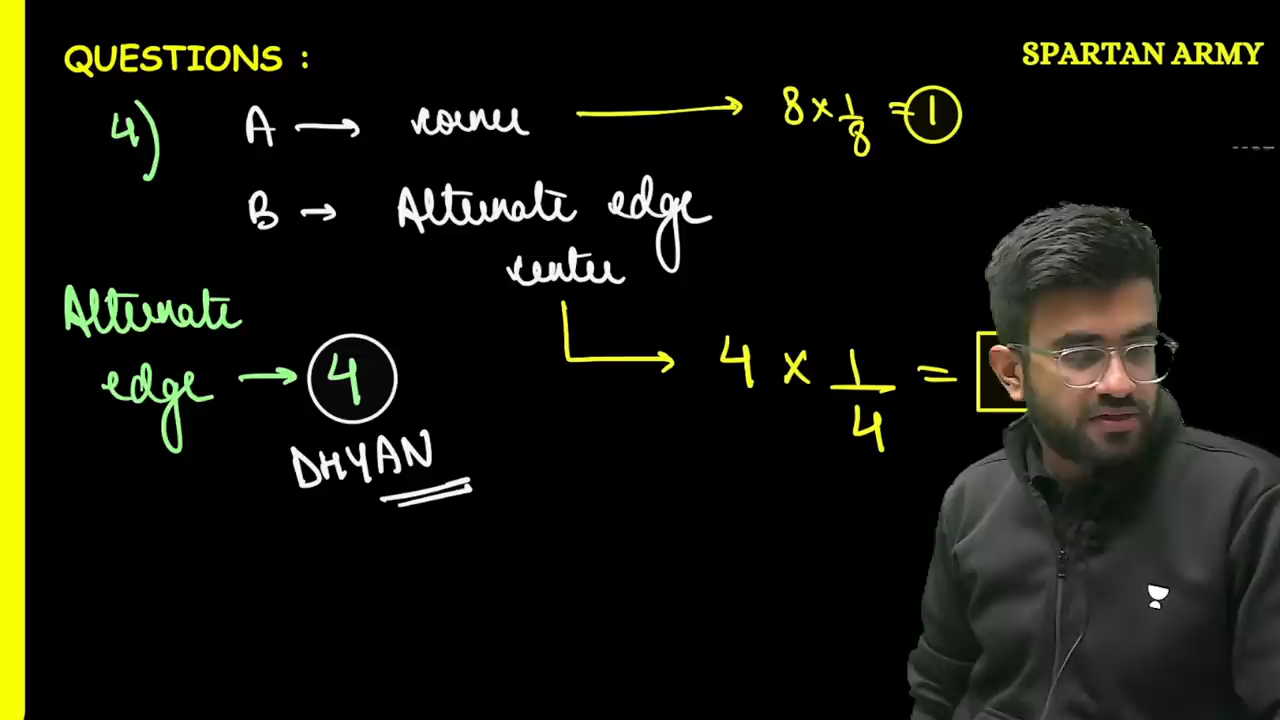 QUESTIONS :
SPARTAN ARMY
4) A → corner → 8 × 1/8 = 1
B → Alternate edge
center
→ 4 × 1/4 =
Alternate
edge → 4
DHYAN